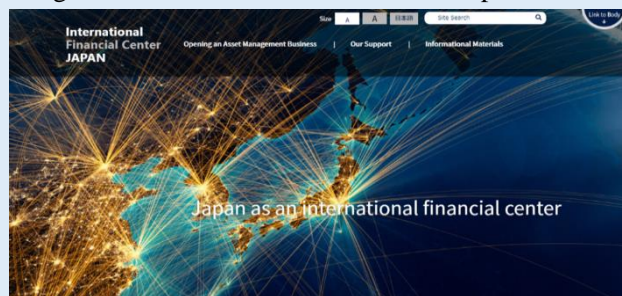 Size A A 日本語 Site Search
Link to Body
International
Financial Center
JAPAN
Opening an Asset Management Business | Our Support | Informational Materials
Japan as an international financial center